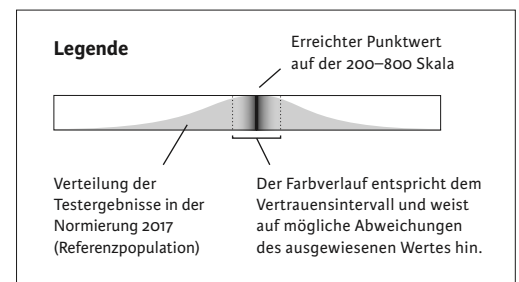 Legende
Erreichter Punktwert
auf der 200–800 Skala
Verteilung der
Testergebnisse in der
Normierung 2017
(Referenzpopulation)
Der Farbverlauf entspricht dem
Vertrauensintervall und weist
auf mögliche Abweichungen
des ausgewiesenen Wertes hin.